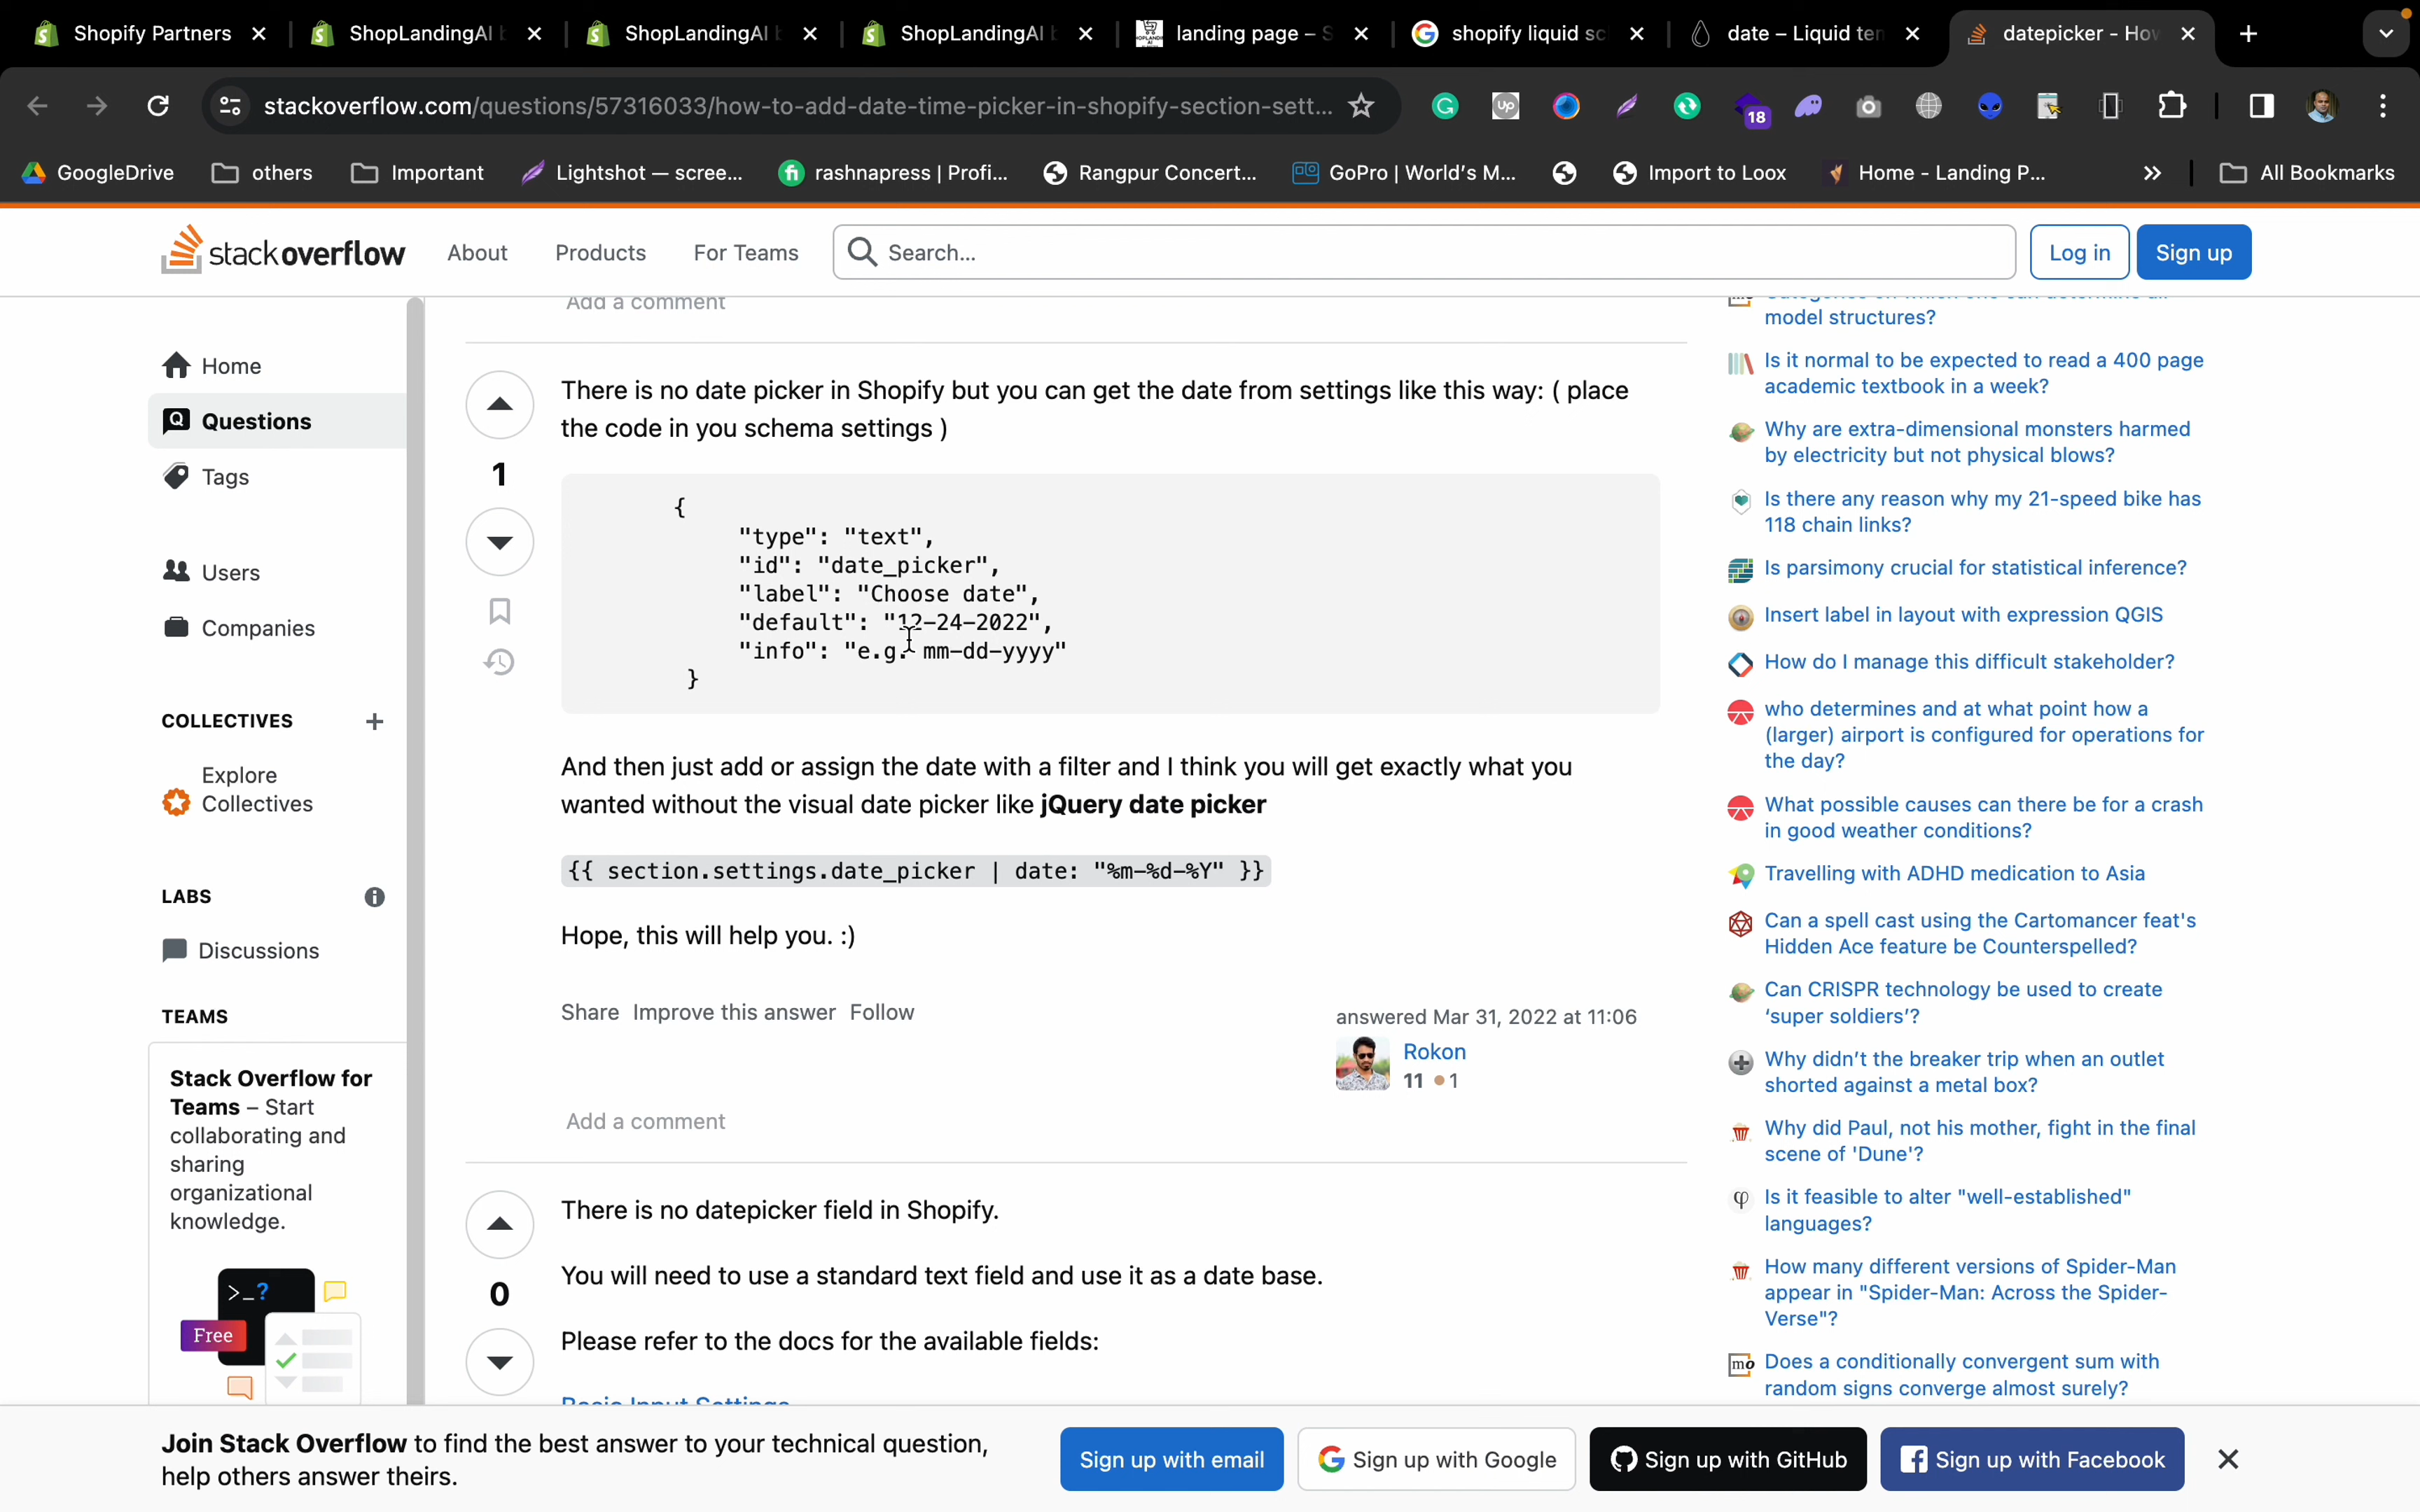 Shopify Partners
ShopLandingAI
ShopLandingAI
ShopLandingAI
landing page – S
shopify liquid sc
date – Liquid ten
datepicker - Hov
stackoverflow.com/questions/57316033/how-to-add-date-time-picker-in-shopify-section-sett...
18
GoogleDrive
others
Important
Lightshot — scree...
rashnapress | Profi...
Rangpur Concert...
GoPro | World's M...
Import to Loox
Home - Landing P...
All Bookmarks
stackoverflow
About
Products
For Teams
Search...
Log in
Sign up
Home
Questions
Tags
Users
Companies
COLLECTIVES
Explore
Collectives
LABS
Discussions
TEAMS
Stack Overflow for
Teams – Start
collaborating and
sharing
organizational
knowledge.
>_?
Free
Add a comment
1
There is no date picker in Shopify but you can get the date from settings like this way: ( place
the code in you schema settings )
{
"type": "text",
"id": "date_picker",
"label": "Choose date",
"default": "12-24-2022",
"info": "e.g. mm-dd-yyyy"
}
And then just add or assign the date with a filter and I think you will get exactly what you
wanted without the visual date picker like jQuery date picker
{{ section.settings.date_picker | date: "%m-%d-%Y" }}
Hope, this will help you. :)
Share Improve this answer Follow
answered Mar 31, 2022 at 11:06
Rokon
11 1
Add a comment
0
There is no datepicker field in Shopify.
You will need to use a standard text field and use it as a date base.
Please refer to the docs for the available fields:
Basic Input Settings
model structures?
Is it normal to be expected to read a 400 page
academic textbook in a week?
Why are extra-dimensional monsters harmed
by electricity but not physical blows?
Is there any reason why my 21-speed bike has
118 chain links?
Is parsimony crucial for statistical inference?
Insert label in layout with expression QGIS
How do I manage this difficult stakeholder?
who determines and at what point how a
(larger) airport is configured for operations for
the day?
What possible causes can there be for a crash
in good weather conditions?
Travelling with ADHD medication to Asia
Can a spell cast using the Cartomancer feat's
Hidden Ace feature be Counterspelled?
Can CRISPR technology be used to create
‘super soldiers’?
Why didn’t the breaker trip when an outlet
shorted against a metal box?
Why did Paul, not his mother, fight in the final
scene of 'Dune'?
Is it feasible to alter "well-established"
languages?
How many different versions of Spider-Man
appear in "Spider-Man: Across the Spider-
Verse"?
Does a conditionally convergent sum with
random signs converge almost surely?
Join Stack Overflow to find the best answer to your technical question,
help others answer theirs.
Sign up with email
Sign up with Google
Sign up with GitHub
Sign up with Facebook